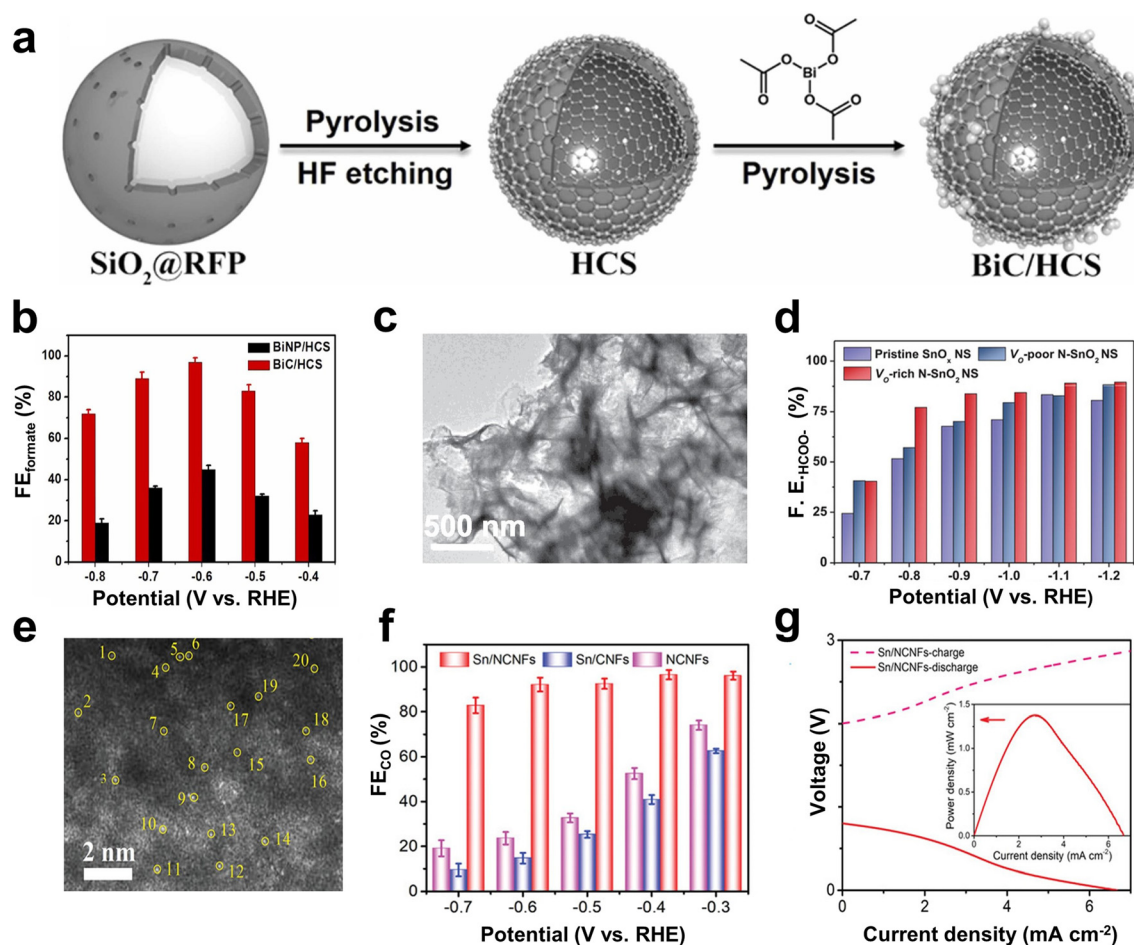 a
O
O
O
Bi
O
O
O
Pyrolysis
HF etching
Pyrolysis
SiO2@RFP
HCS
BiC/HCS
b
BiNP/HCS
BiC/HCS
FEformate (%)
100
80
60
40
20
0
-0.8 -0.7 -0.6 -0.5 -0.4
Potential (V vs. RHE)
c
500 nm
d
Pristine SnOx NS
VO-poor N-SnO2 NS
VO-rich N-SnO2 NS
F. E.HCOO- (%)
100
75
50
25
0
-0.7 -0.8 -0.9 -1.0 -1.1 -1.2
Potential (V vs. RHE)
e
1
5
6
4
20
2
19
17
18
7
15
16
8
3
9
10
13
14
11
12
2 nm
f
Sn/NCNFs
Sn/CNFs
NCNFs
FECO (%)
100
80
60
40
20
0
-0.7 -0.6 -0.5 -0.4 -0.3
Potential (V vs. RHE)
g
Sn/NCNFs-charge
Sn/NCNFs-discharge
Voltage (V)
3
0
0 2 4 6
Current density (mA cm-2)
Power density (mW cm-2)
1.5
1.0
0.5
0.0
0 2 4 6
Current density (mA cm-2)